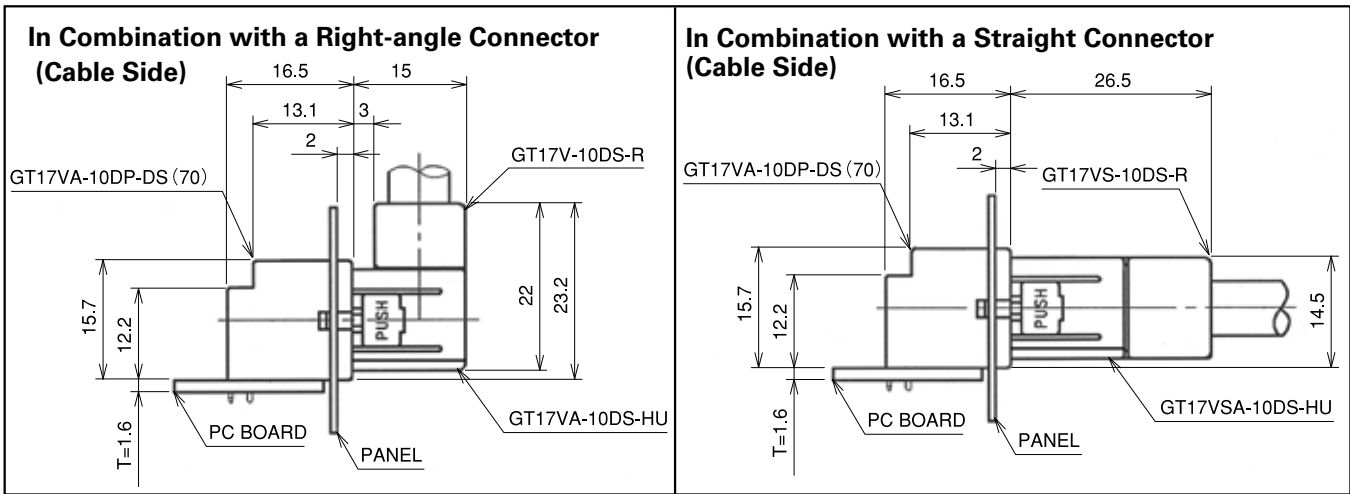 In Combination with a Right-angle Connector
(Cable Side)
16.5
15
13.1
3
2
GT17V-10DS-R
GT17VA-10DP-DS (70)
15.7
12.2
22
23.2
PUSH
T=1.6
PC BOARD
PANEL
GT17VA-10DS-HU
In Combination with a Straight Connector
(Cable Side)
16.5
26.5
13.1
2
GT17VA-10DP-DS (70)
GT17VS-10DS-R
15.7
12.2
14.5
PUSH
T=1.6
PC BOARD
PANEL
GT17VSA-10DS-HU